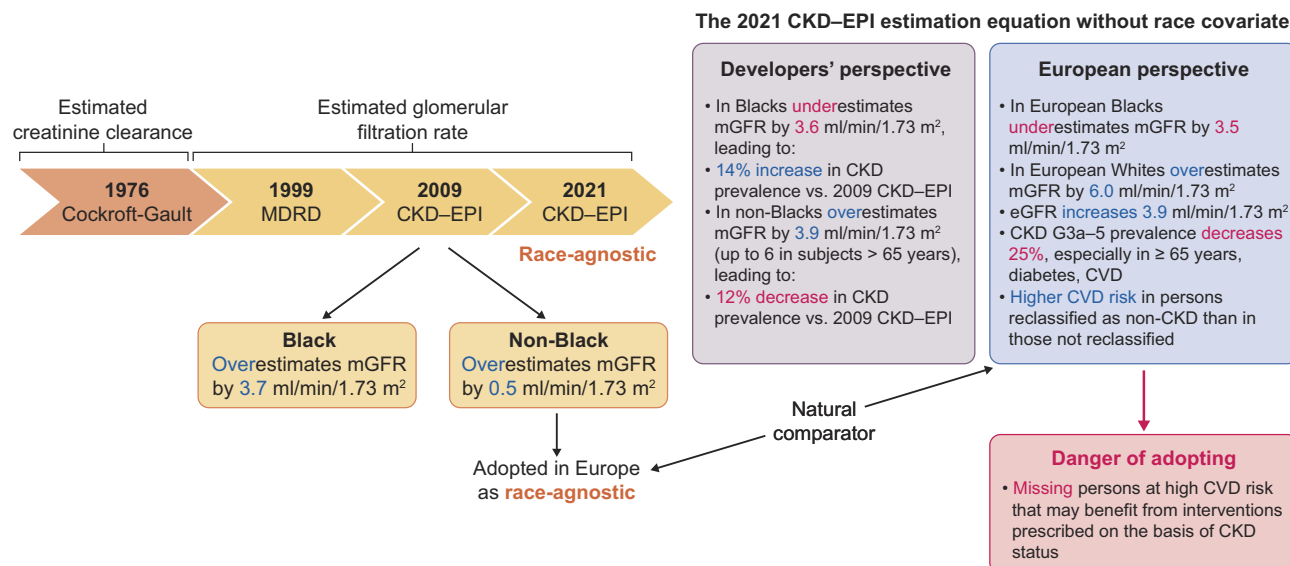 The 2021 CKD–EPI estimation equation without race covariate
Estimated
creatinine clearance
Estimated glomerular
filtration rate
1976
Cockroft-Gault
1999
MDRD
2009
CKD–EPI
2021
CKD–EPI
Race-agnostic
Black
Overestimates mGFR
by 3.7 ml/min/1.73 m²
Non-Black
Overestimates mGFR
by 0.5 ml/min/1.73 m²
Adopted in Europe
as race-agnostic
Natural
comparator
Developers’ perspective
• In Blacks underestimates
mGFR by 3.6 ml/min/1.73 m²,
leading to:
• 14% increase in CKD
prevalence vs. 2009 CKD–EPI
• In non-Blacks overestimates
mGFR by 3.9 ml/min/1.73 m²
(up to 6 in subjects > 65 years),
leading to:
• 12% decrease in CKD
prevalence vs. 2009 CKD–EPI
European perspective
• In European Blacks
underestimates mGFR by 3.5
ml/min/1.73 m²
• In European Whites overestimates
mGFR by 6.0 ml/min/1.73 m²
• eGFR increases 3.9 ml/min/1.73 m²
• CKD G3a–5 prevalence decreases
25%, especially in ≥ 65 years,
diabetes, CVD
• Higher CVD risk in persons
reclassified as non-CKD than in
those not reclassified
Danger of adopting
• Missing persons at high CVD risk
that may benefit from interventions
prescribed on the basis of CKD
status